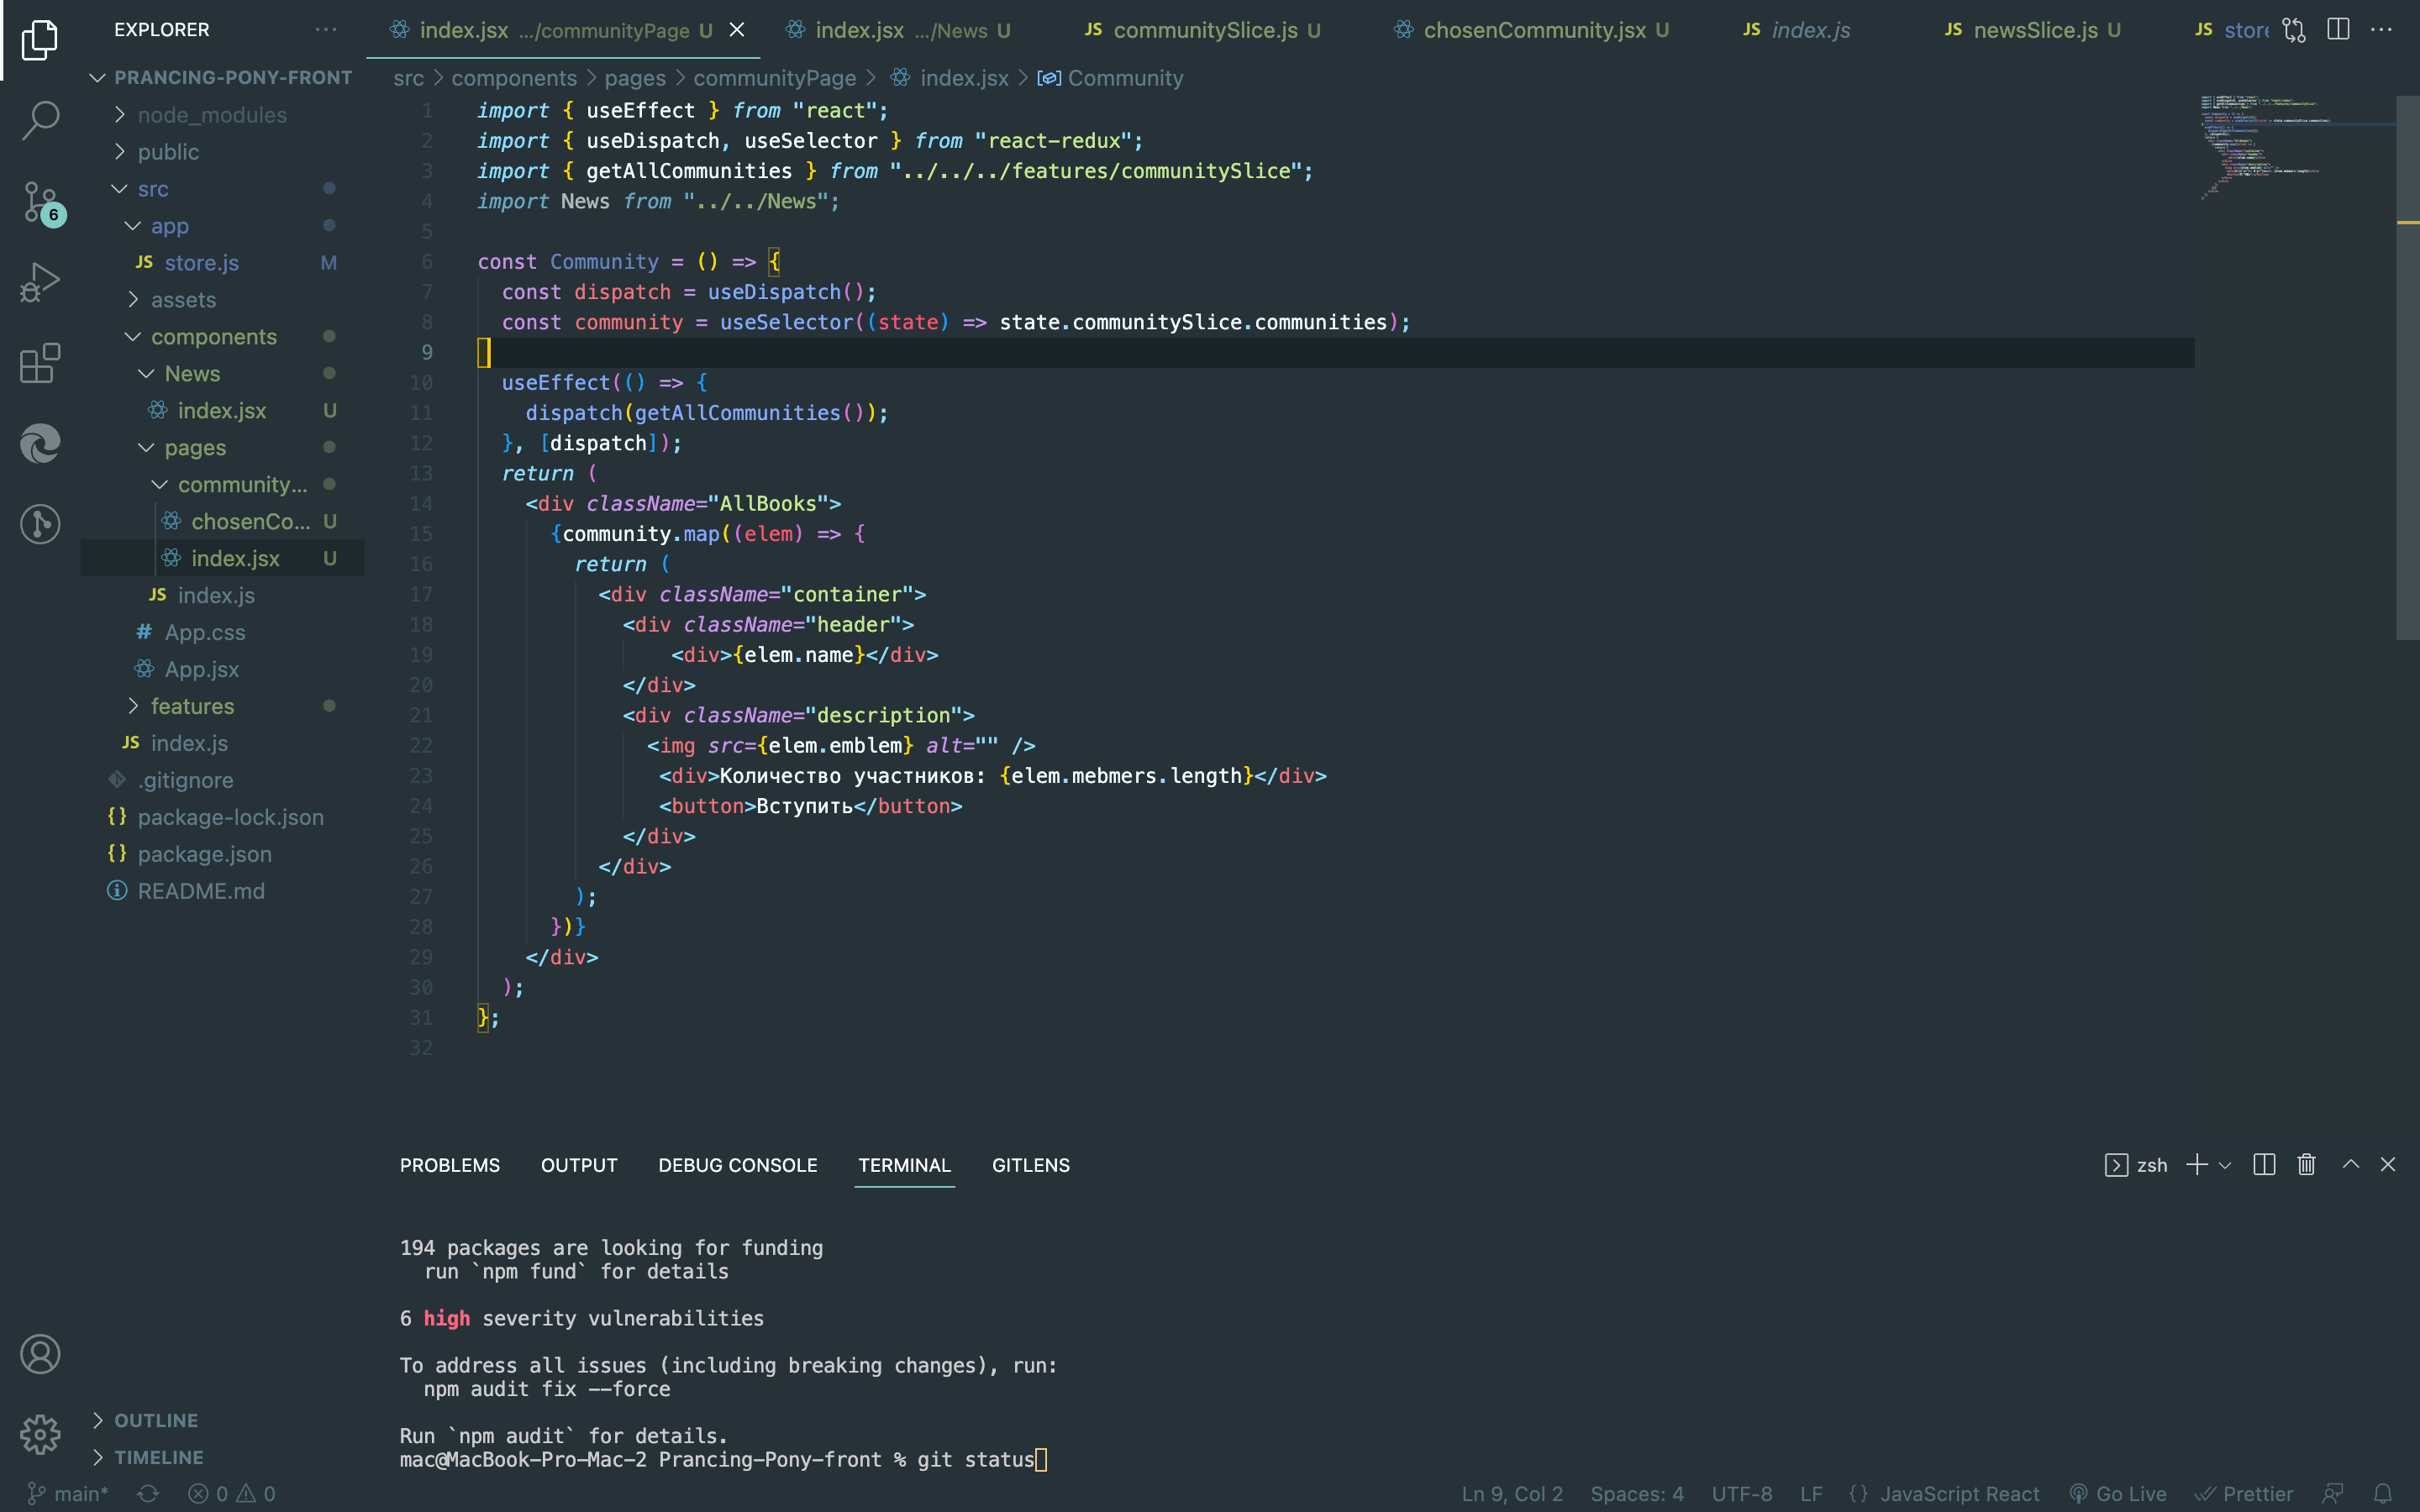 EXPLORER
PRANCING-PONY-FRONT
node_modules
public
src
app
JS store.js M
assets
components
News
index.jsx U
pages
community...
chosenCo... U
index.jsx U
JS index.js
# App.css
App.jsx
features
JS index.js
.gitignore
{} package-lock.json
{} package.json
README.md
OUTLINE
TIMELINE
6
index.jsx .../communityPage U
index.jsx .../News U
JS communitySlice.js U
chosenCommunity.jsx U
JS index.js
JS newsSlice.js U
JS store
src > components > pages > communityPage > index.jsx > Community
1 import { useEffect } from "react";
2 import { useDispatch, useSelector } from "react-redux";
3 import { getAllCommunities } from "../../../features/communitySlice";
4 import News from "../../News";
5
6 const Community = () => {
7 const dispatch = useDispatch();
8 const community = useSelector((state) => state.communitySlice.communities);
9
10 useEffect(() => {
11 dispatch(getAllCommunities());
12 }, [dispatch]);
13 return (
14 <div className="AllBooks">
15 {community.map((elem) => {
16 return (
17 <div className="container">
18 <div className="header">
19 <div>{elem.name}</div>
20 </div>
21 <div className="description">
22 <img src={elem.emblem} alt="" />
23 <div>Количество участников: {elem.mebmers.length}</div>
24 <button>Вступить</button>
25 </div>
26 </div>
27 );
28 })}
29 </div>
30 );
31 };
32
PROBLEMS OUTPUT DEBUG CONSOLE TERMINAL GITLENS
zsh
194 packages are looking for funding
run `npm fund` for details
6 high severity vulnerabilities
To address all issues (including breaking changes), run:
npm audit fix --force
Run `npm audit` for details.
mac@MacBook-Pro-Mac-2 Prancing-Pony-front % git status
main* 0 0
Ln 9, Col 2 Spaces: 4 UTF-8 LF {} JavaScript React Go Live Prettier